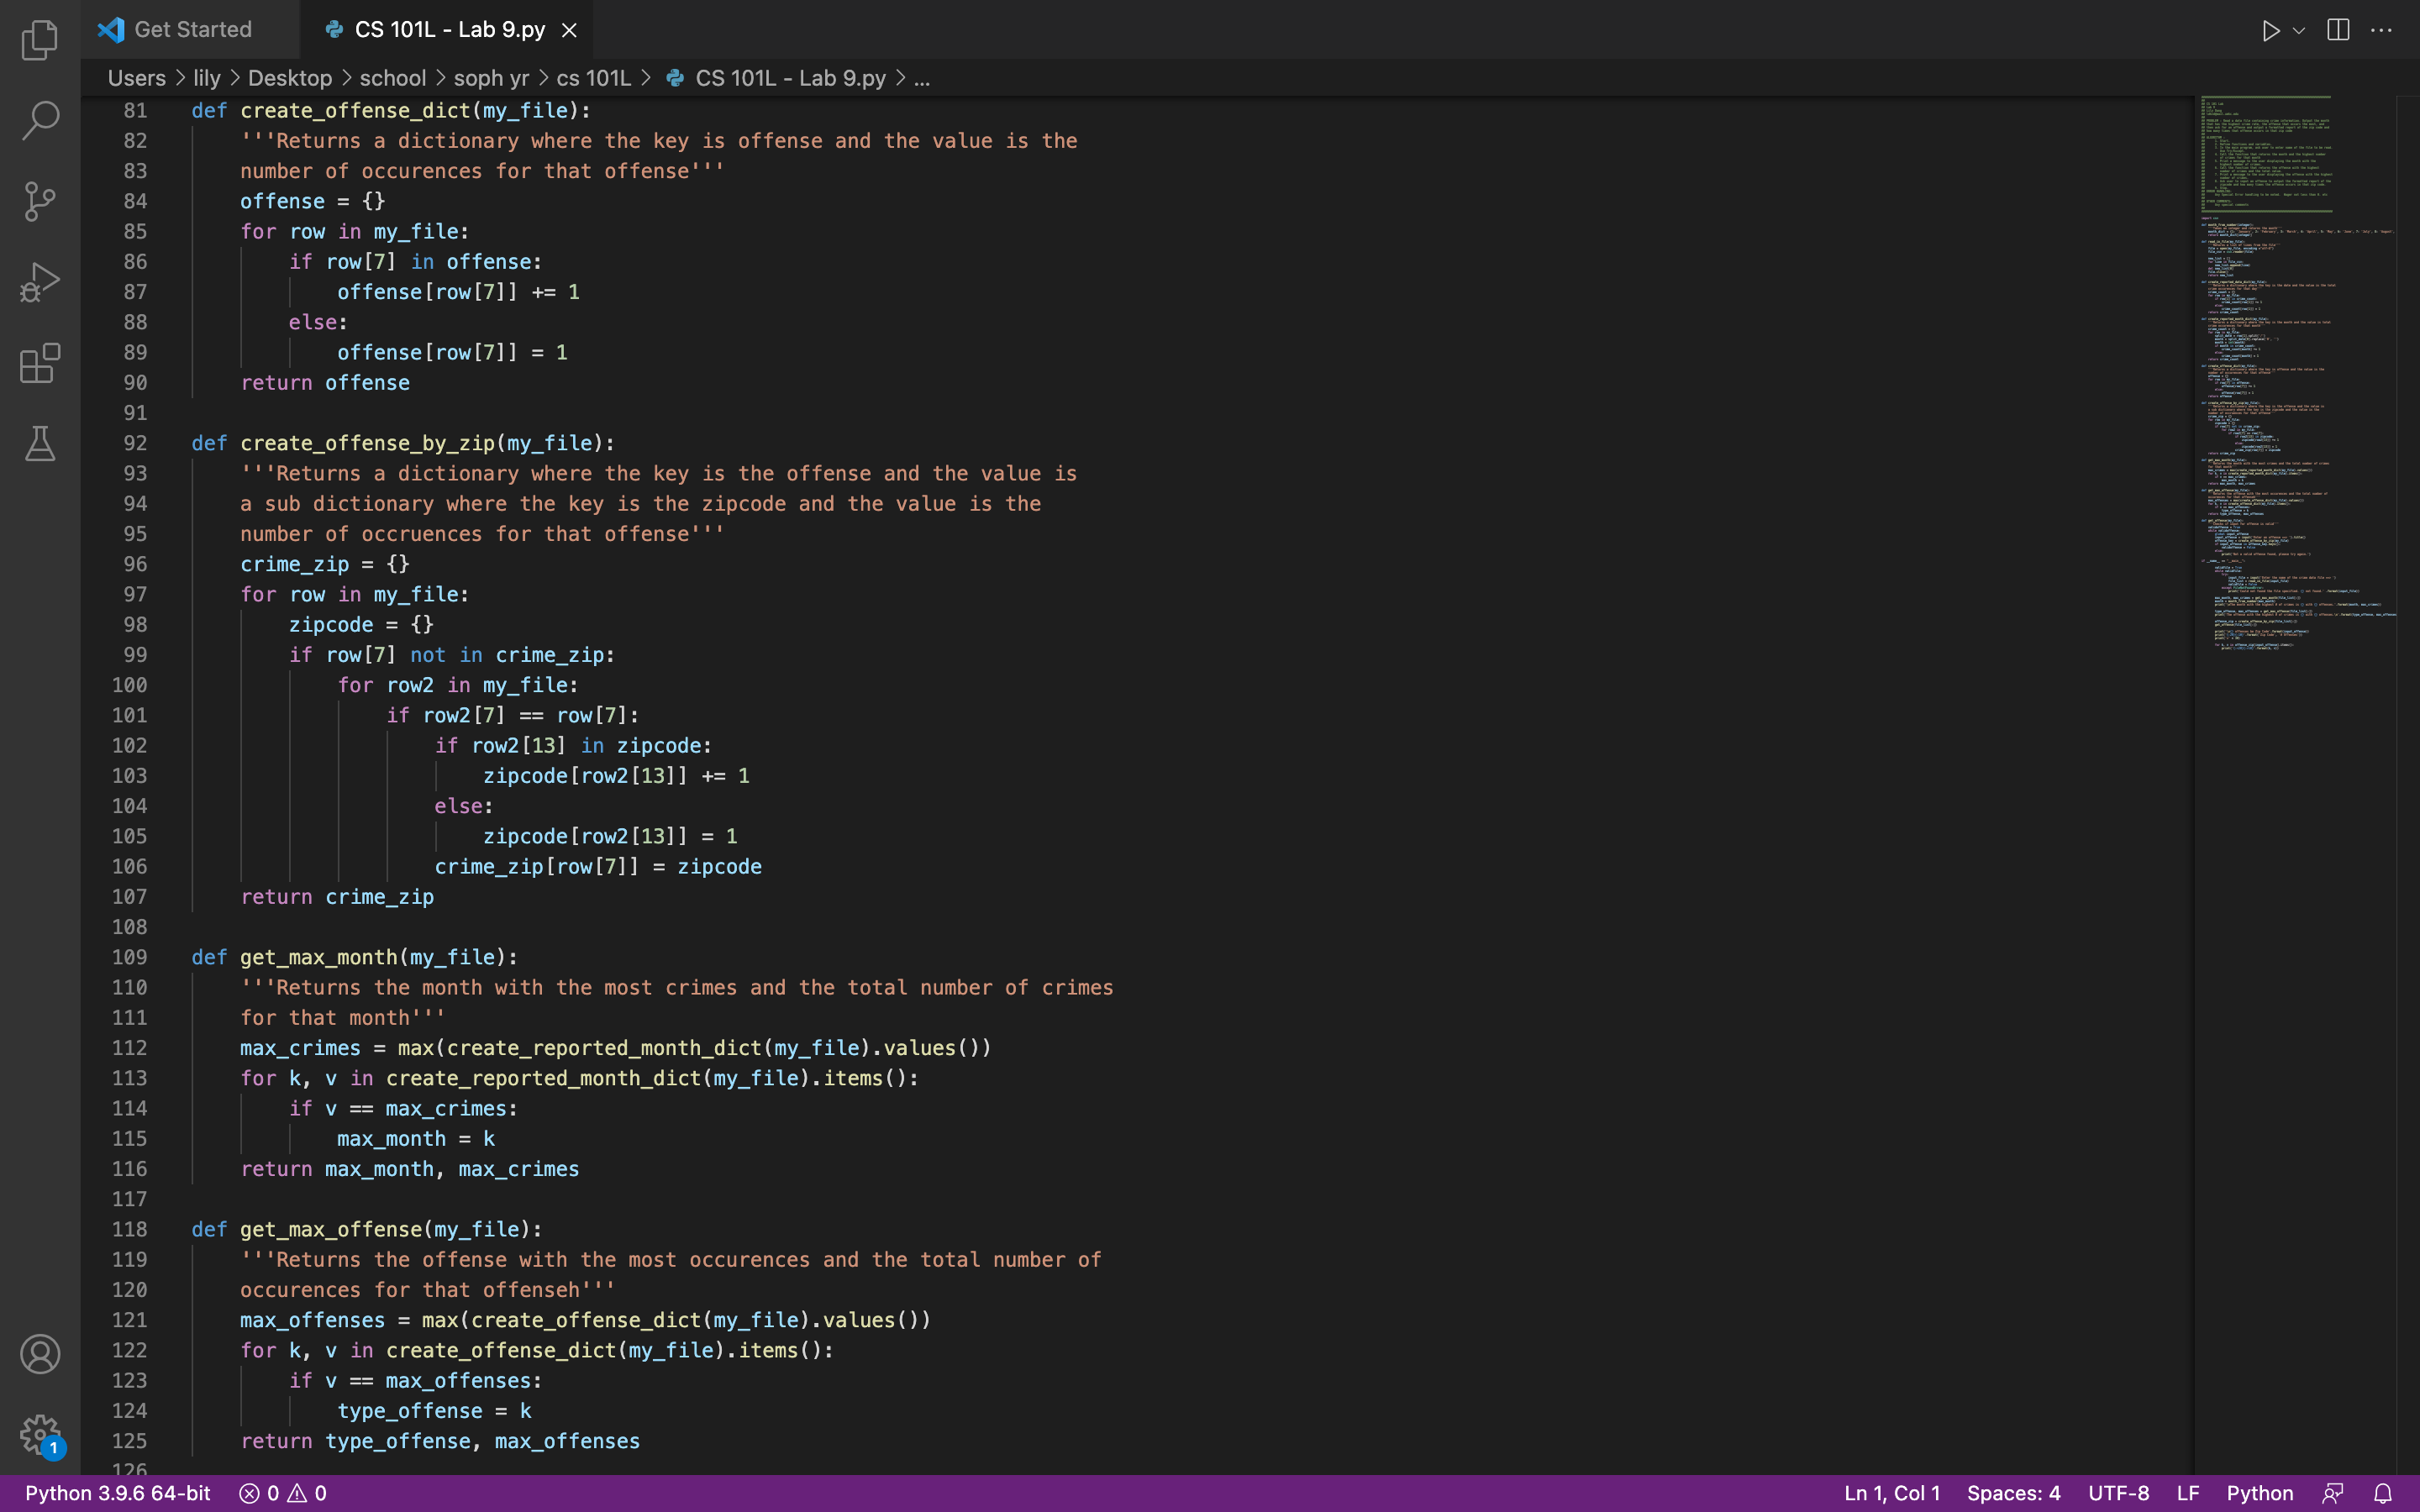 Get Started
CS 101L - Lab 9.py
Users > lily > Desktop > school > soph yr > cs 101L > CS 101L - Lab 9.py > ...
81 def create_offense_dict(my_file):
82     '''Returns a dictionary where the key is offense and the value is the
83     number of occurences for that offense'''
84     offense = {}
85     for row in my_file:
86         if row[7] in offense:
87             offense[row[7]] += 1
88         else:
89             offense[row[7]] = 1
90     return offense
91
92 def create_offense_by_zip(my_file):
93     '''Returns a dictionary where the key is the offense and the value is
94     a sub dictionary where the key is the zipcode and the value is the
95     number of occruences for that offense'''
96     crime_zip = {}
97     for row in my_file:
98         zipcode = {}
99         if row[7] not in crime_zip:
100             for row2 in my_file:
101                 if row2[7] == row[7]:
102                     if row2[13] in zipcode:
103                         zipcode[row2[13]] += 1
104                     else:
105                         zipcode[row2[13]] = 1
106                     crime_zip[row[7]] = zipcode
107     return crime_zip
108
109 def get_max_month(my_file):
110     '''Returns the month with the most crimes and the total number of crimes
111     for that month'''
112     max_crimes = max(create_reported_month_dict(my_file).values())
113     for k, v in create_reported_month_dict(my_file).items():
114         if v == max_crimes:
115             max_month = k
116     return max_month, max_crimes
117
118 def get_max_offense(my_file):
119     '''Returns the offense with the most occurences and the total number of
120     occurences for that offenseh'''
121     max_offenses = max(create_offense_dict(my_file).values())
122     for k, v in create_offense_dict(my_file).items():
123         if v == max_offenses:
124             type_offense = k
125     return type_offense, max_offenses
126
1
Python 3.9.6 64-bit 0 0 Ln 1, Col 1 Spaces: 4 UTF-8 LF Python